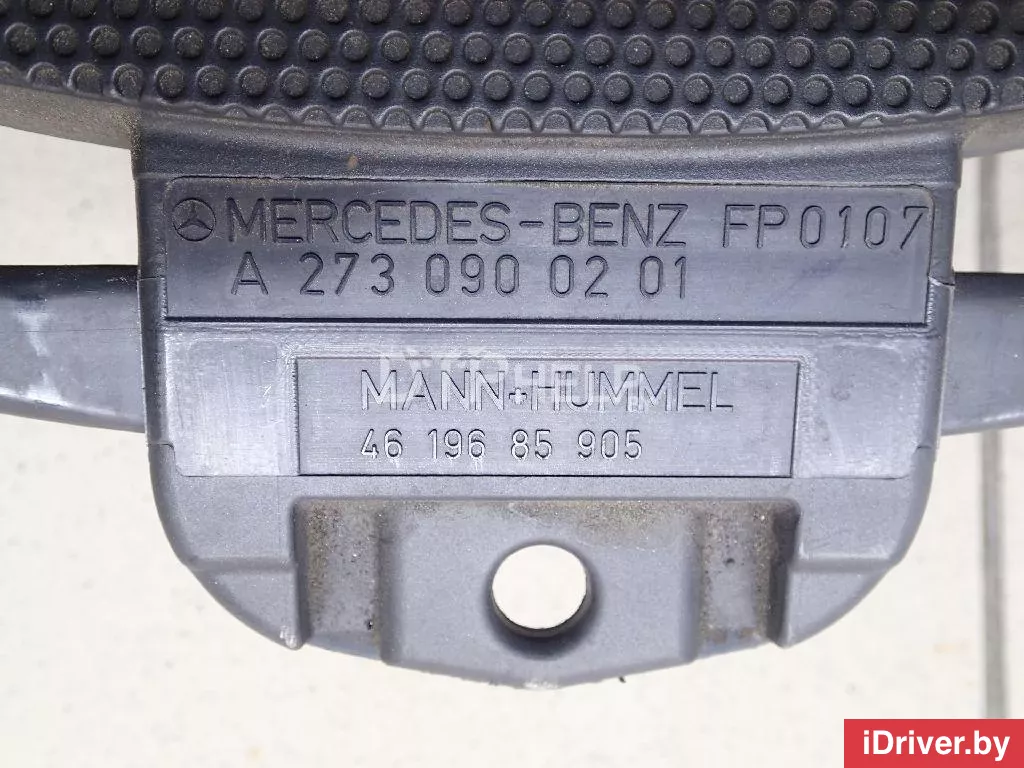 MERCEDES-BENZ FP0107
A 273 090 02 01
MANN+HUMMEL
46 196 85 905
iDriver.by